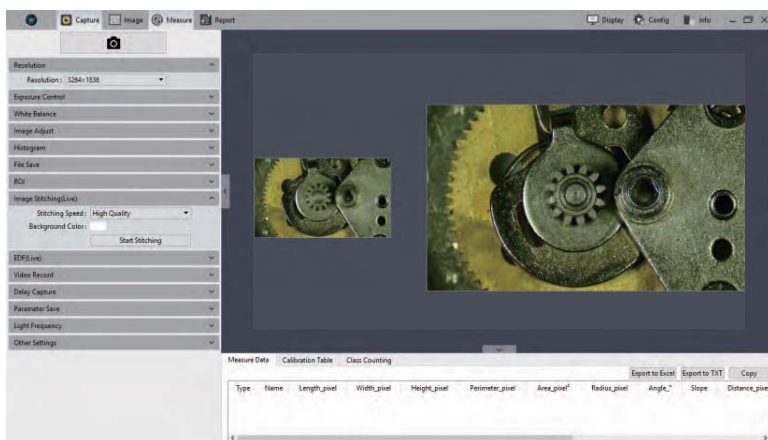 Capture Image Measure Report Display Config Info
Resolution
Resolution: 3264×1836
Exposure Control
White Balance
Image Adjust
Histogram
File Save
ROI
Image Stitching(Live)
Stitching Speed: High Quality
Background Color:
Start Stitching
EDF(Live)
Video Record
Delay Capture
Parameter Save
Light Frequency
Other Settings
Measure Data Calibration Table Class Counting
Export to Excel Export to TXT Copy
Type Name Length_pixel Width_pixel Height_pixel Perimeter_pixel Area_pixel² Radius_pixel Angle_° Slope Distance_pixe